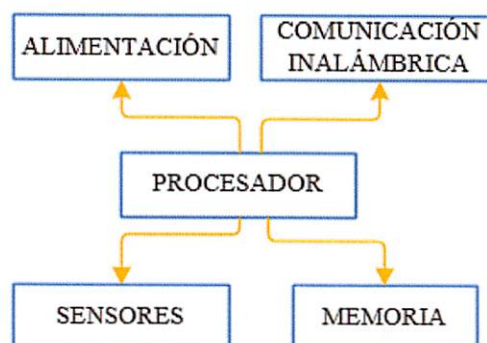 ALIMENTACIÓN
COMUNICACIÓN
INALÁMBRICA
PROCESADOR
SENSORES
MEMORIA